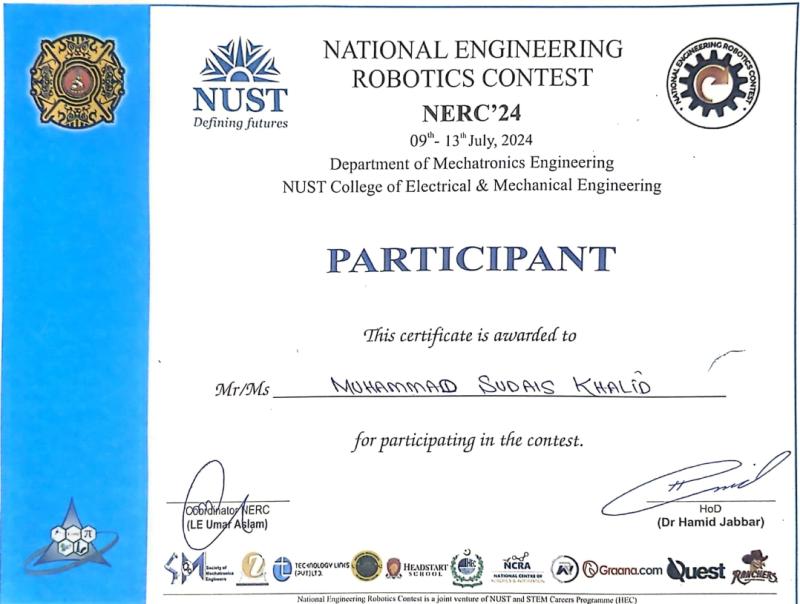 NUST
Defining futures
NATIONAL ENGINEERING
ROBOTICS CONTEST
NERC'24
09th- 13th July, 2024
Department of Mechatronics Engineering
NUST College of Electrical & Mechanical Engineering
NATIONAL ENGINEERING ROBOTICS CONTEST
PARTICIPANT
This certificate is awarded to
Mr/Ms MUHAMMAD SUDAIS KHALID
for participating in the contest.
Coordinator NERC
(LE Umar Aslam)
HoD
(Dr Hamid Jabbar)
Society of
Mechatronics
Engineers
TECHNOLOGY LINKS
(PVT) LTD.
HEADSTART
SCHOOL
HEC
NCRA
NATIONAL CENTRE OF
ROBOTICS & AUTOMATION
Graana.com
Quest
RANCHERS
National Engineering Robotics Contest is a joint venture of NUST and STEM Careers Programme (HEC)